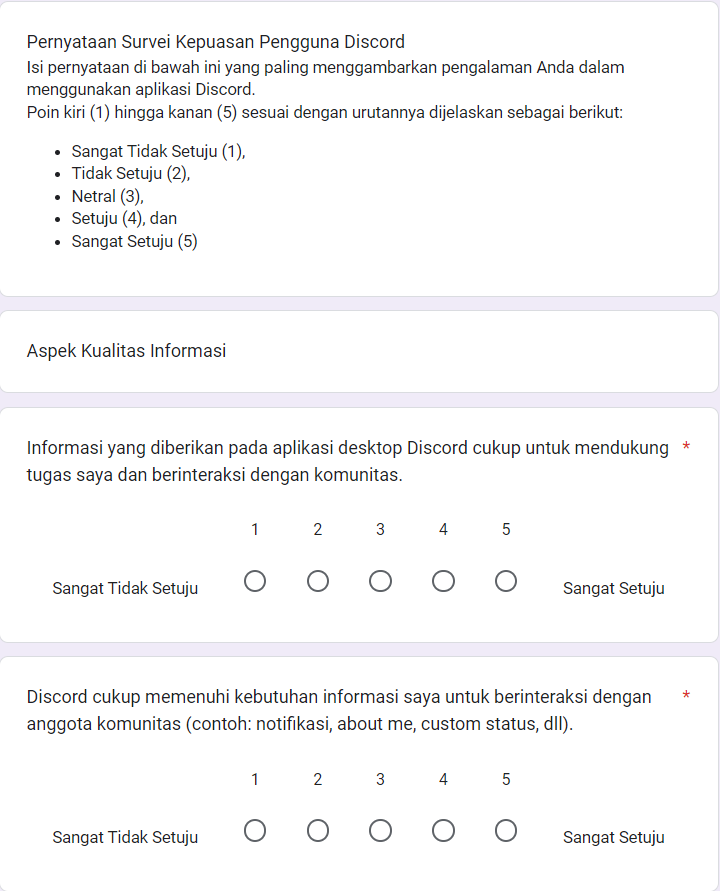 Pernyataan Survei Kepuasan Pengguna Discord
Isi pernyataan di bawah ini yang paling menggambarkan pengalaman Anda dalam
menggunakan aplikasi Discord.
Poin kiri (1) hingga kanan (5) sesuai dengan urutannya dijelaskan sebagai berikut:
• Sangat Tidak Setuju (1),
• Tidak Setuju (2),
• Netral (3),
• Setuju (4), dan
• Sangat Setuju (5)
Aspek Kualitas Informasi
Informasi yang diberikan pada aplikasi desktop Discord cukup untuk mendukung *
tugas saya dan berinteraksi dengan komunitas.
1 2 3 4 5
Sangat Tidak Setuju Sangat Setuju
Discord cukup memenuhi kebutuhan informasi saya untuk berinteraksi dengan *
anggota komunitas (contoh: notifikasi, about me, custom status, dll).
1 2 3 4 5
Sangat Tidak Setuju Sangat Setuju